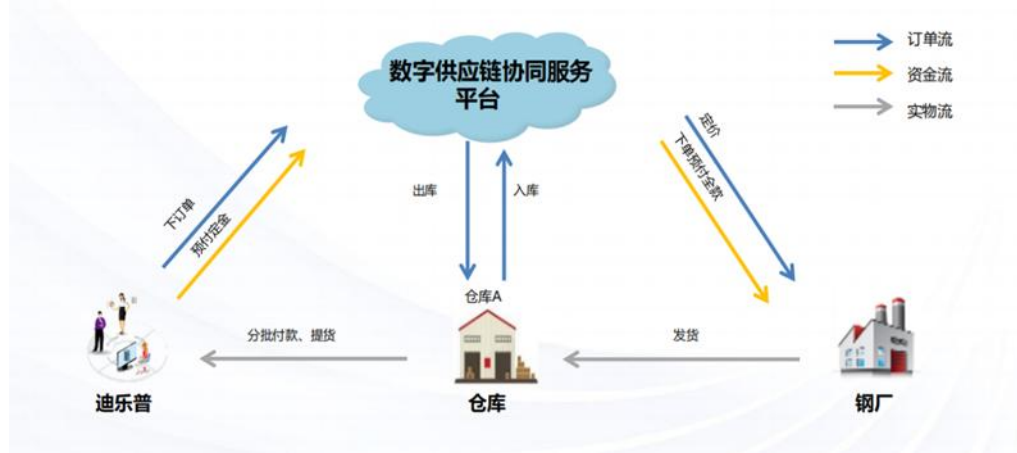 数字供应链协同服务
平台
订单流
资金流
实物流
下订单
预付定金
出库
入库
定价
下单预付全款
仓库A
分批付款、提货
发货
迪乐普
仓库
钢厂